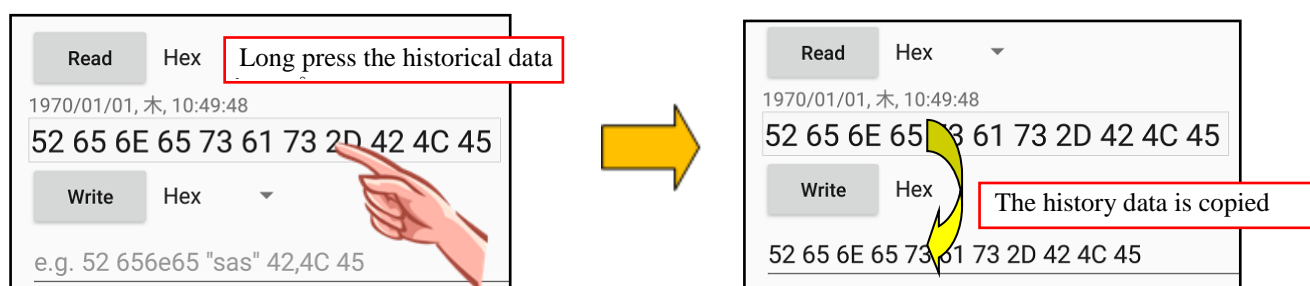 Read Hex Long press the historical data
1970/01/01, 木, 10:49:48
52 65 6E 65 73 61 73 2D 42 4C 45
Write Hex
e.g. 52 656e65 "sas" 42,4C 45
Read Hex
1970/01/01, 木, 10:49:48
52 65 6E 65 73 61 73 2D 42 4C 45
Write Hex The history data is copied
52 65 6E 65 73 61 73 2D 42 4C 45